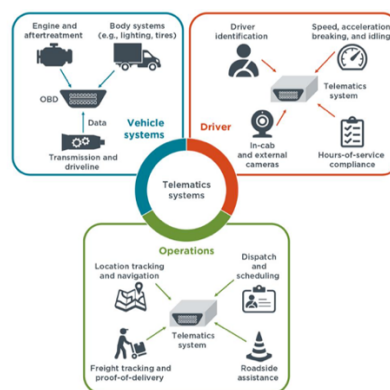 Engine and
aftertreatment
Body systems
(e.g., lighting, tires)
OBD
Data
Transmission and
driveline
Vehicle
systems
Driver
identification
Speed, acceleration,
breaking, and idling
Telematics
system
In-cab
and external
cameras
Hours-of-service
compliance
Driver
Telematics
systems
Operations
Location tracking
and navigation
Dispatch
and
scheduling
Telematics
system
Freight tracking and
proof-of-delivery
Roadside
assistance